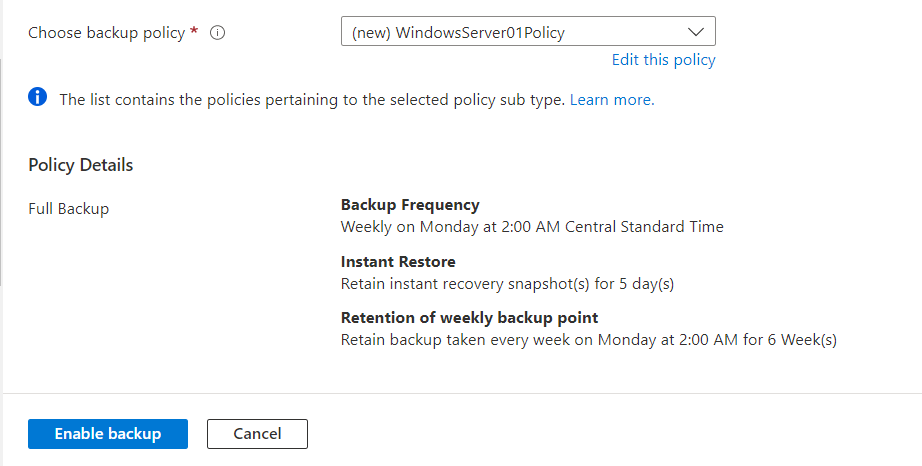 Choose backup policy *
(new) WindowsServer01Policy
Edit this policy
The list contains the policies pertaining to the selected policy sub type. Learn more.
Policy Details
Full Backup
Backup Frequency
Weekly on Monday at 2:00 AM Central Standard Time
Instant Restore
Retain instant recovery snapshot(s) for 5 day(s)
Retention of weekly backup point
Retain backup taken every week on Monday at 2:00 AM for 6 Week(s)
Enable backup
Cancel